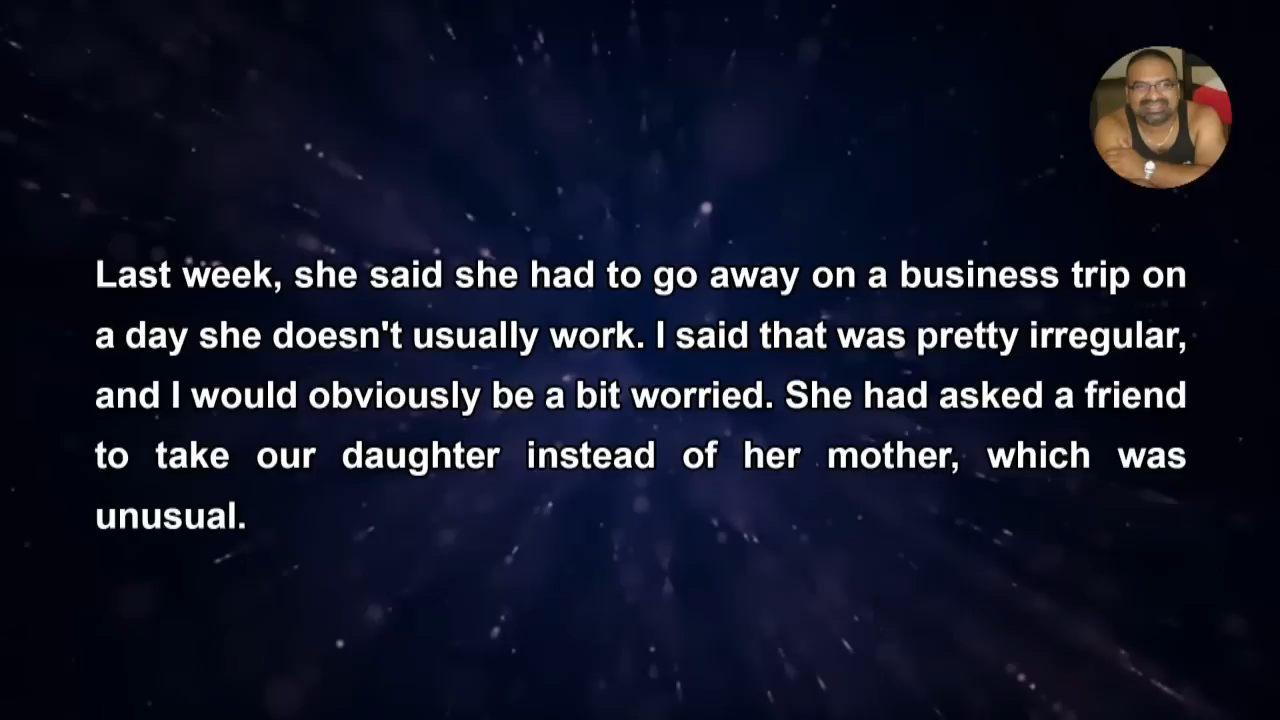 Last week, she said she had to go away on a business trip on
a day she doesn't usually work. I said that was pretty irregular,
and I would obviously be a bit worried. She had asked a friend
to take our daughter instead of her mother, which was
unusual.